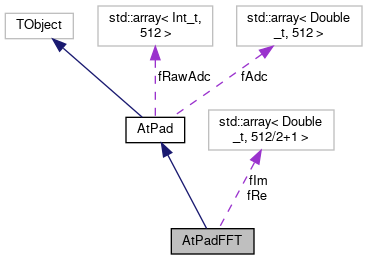 TObject
std::array< Int_t,
512 >
std::array< Double
_t, 512 >
fRawAdc
fAdc
std::array< Double
_t, 512/2+1 >
AtPad
fIm
fRe
AtPadFFT